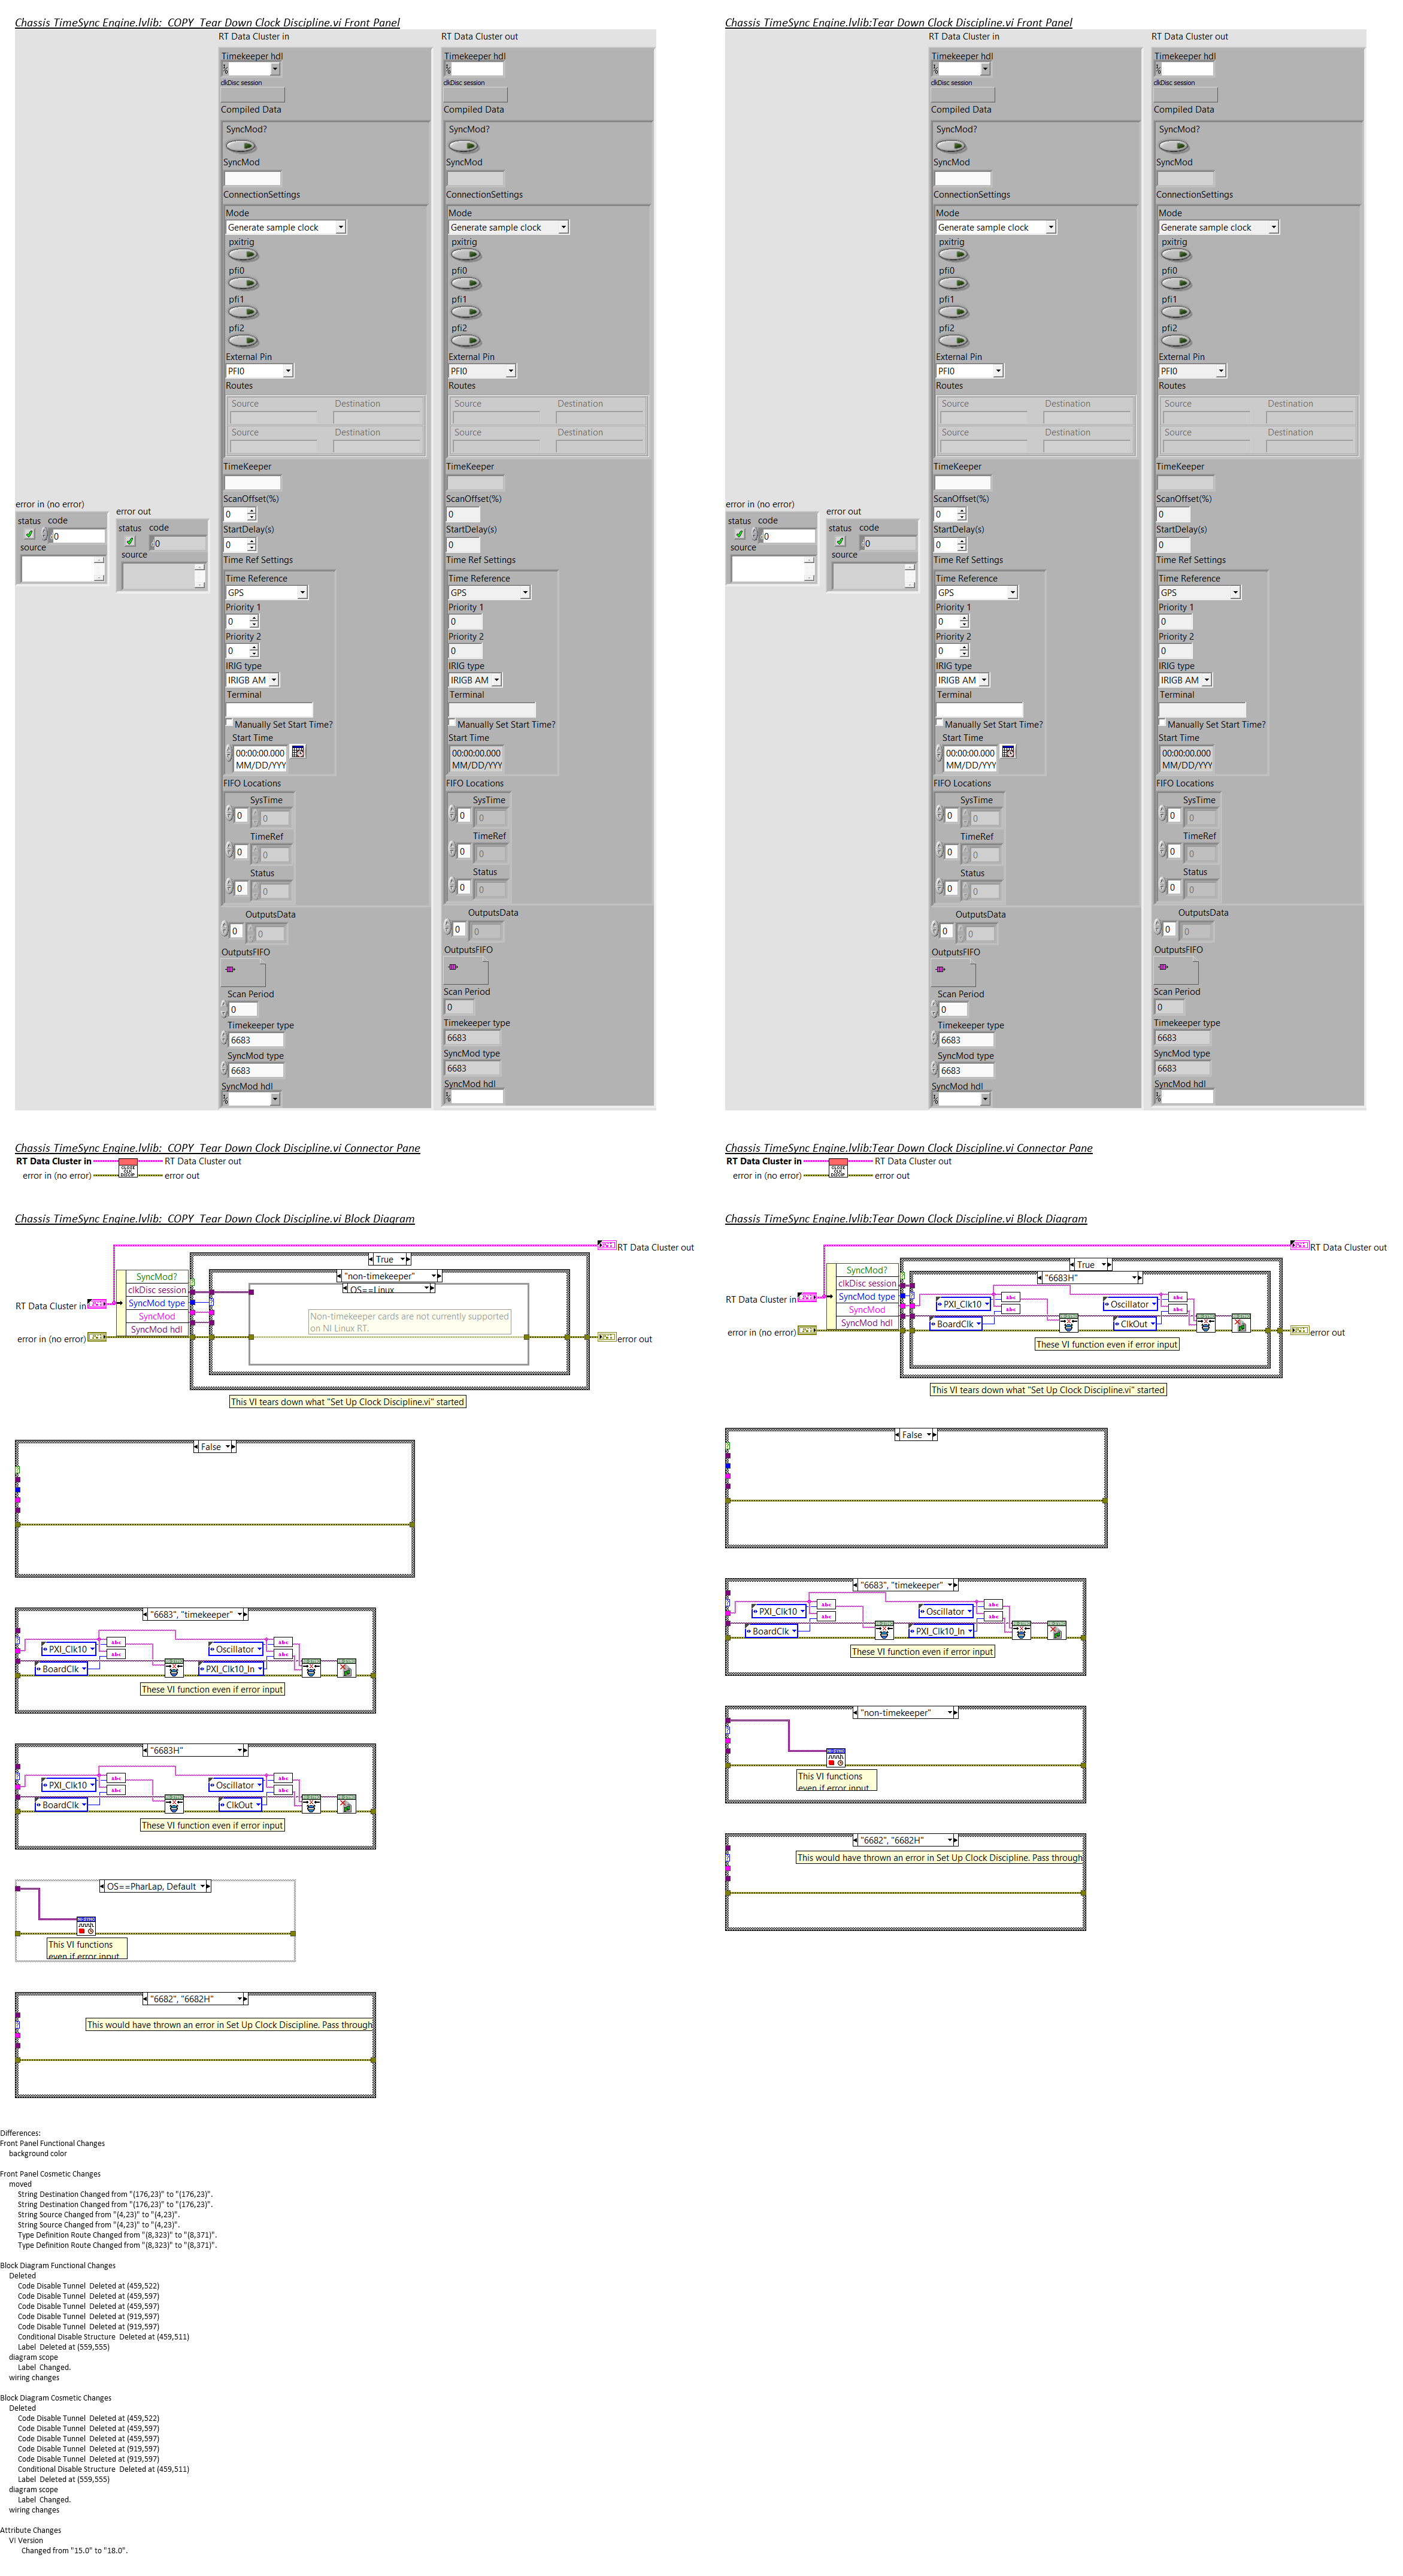 Chassis TimeSync Engine.lvlib:_COPY_Tear Down Clock Discipline.vi Front Panel
RT Data Cluster in
RT Data Cluster out
Timekeeper hdl
Timekeeper hdl
clkDisc session
clkDisc session
Compiled Data
SyncMod?
SyncMod?
SyncMod
SyncMod
ConnectionSettings
ConnectionSettings
Mode
Mode
Generate sample clock
Generate sample clock
pxitrig
pxitrig
pfi0
pfi0
pfi1
pfi1
pfi2
pfi2
External Pin
External Pin
PFI0
PFI0
Routes
Routes
Source Destination
Source Destination
Source Destination
Source Destination
TimeKeeper
TimeKeeper
ScanOffset(%)
ScanOffset(%)
0
0
StartDelay(s)
StartDelay(s)
0
0
error in (no error)
status code
0
source
error out
status code
0
source
Time Ref Settings
Time Ref Settings
Time Reference
Time Reference
GPS
GPS
Priority 1
Priority 1
0
0
Priority 2
Priority 2
0
0
IRIG type
IRIG type
IRIGB AM
IRIGB AM
Terminal
Terminal
Manually Set Start Time?
Manually Set Start Time?
Start Time
Start Time
00:00:00.000
MM/DD/YYY
00:00:00.000
MM/DD/YYY
FIFO Locations
FIFO Locations
SysTime
SysTime
0 0
0 0
TimeRef
TimeRef
0 0
0 0
Status
Status
0 0
0 0
OutputsData
OutputsData
0 0
0 0
OutputsFIFO
OutputsFIFO
Scan Period
Scan Period
0
0
Timekeeper type
Timekeeper type
6683
6683
SyncMod type
SyncMod type
6683
6683
SyncMod hdl
SyncMod hdl
Chassis TimeSync Engine.lvlib:Tear Down Clock Discipline.vi Front Panel
RT Data Cluster in
RT Data Cluster out
Timekeeper hdl
Timekeeper hdl
clkDisc session
clkDisc session
Compiled Data
Compiled Data
SyncMod?
SyncMod?
SyncMod
SyncMod
ConnectionSettings
ConnectionSettings
Mode
Mode
Generate sample clock
Generate sample clock
pxitrig
pxitrig
pfi0
pfi0
pfi1
pfi1
pfi2
pfi2
External Pin
External Pin
PFI0
PFI0
Routes
Routes
Source Destination
Source Destination
Source Destination
Source Destination
TimeKeeper
TimeKeeper
ScanOffset(%)
ScanOffset(%)
0
0
StartDelay(s)
StartDelay(s)
0
0
error in (no error)
status code
0
source
error out
status code
0
source
Time Ref Settings
Time Ref Settings
Time Reference
Time Reference
GPS
GPS
Priority 1
Priority 1
0
0
Priority 2
Priority 2
0
0
IRIG type
IRIG type
IRIGB AM
IRIGB AM
Terminal
Terminal
Manually Set Start Time?
Manually Set Start Time?
Start Time
Start Time
00:00:00.000
MM/DD/YYY
00:00:00.000
MM/DD/YYY
FIFO Locations
FIFO Locations
SysTime
SysTime
0 0
0 0
TimeRef
TimeRef
0 0
0 0
Status
Status
0 0
0 0
OutputsData
OutputsData
0 0
0 0
OutputsFIFO
OutputsFIFO
Scan Period
Scan Period
0
0
Timekeeper type
Timekeeper type
6683
6683
SyncMod type
SyncMod type
6683
6683
SyncMod hdl
SyncMod hdl
Chassis TimeSync Engine.lvlib:_COPY_Tear Down Clock Discipline.vi Connector Pane
RT Data Cluster in
RT Data Cluster out
error in (no error)
error out
CLOSE
CLK
DISCIP
Chassis TimeSync Engine.lvlib:Tear Down Clock Discipline.vi Connector Pane
RT Data Cluster in
RT Data Cluster out
error in (no error)
error out
CLOSE
CLK
DISCIP
Chassis TimeSync Engine.lvlib:_COPY_Tear Down Clock Discipline.vi Block Diagram
RT Data Cluster out
True
"non-timekeeper"
OS==Linux
SyncMod?
clkDisc session
SyncMod type
SyncMod
SyncMod hdl
RT Data Cluster in
error in (no error)
Non-timekeeper cards are not currently supported
on NI Linux RT.
error out
This VI tears down what "Set Up Clock Discipline.vi" started
False
"6683", "timekeeper"
PXI_Clk10
abc
abc
Oscillator
abc
abc
BoardClk
PXI_Clk10_In
These VI function even if error input
"6683H"
PXI_Clk10
abc
abc
Oscillator
abc
abc
BoardClk
ClkOut
These VI function even if error input
OS==PharLap, Default
This VI functions
even if error input
"6682", "6682H"
This would have thrown an error in Set Up Clock Discipline. Pass through
Chassis TimeSync Engine.lvlib:Tear Down Clock Discipline.vi Block Diagram
RT Data Cluster out
True
"6683H"
SyncMod?
clkDisc session
SyncMod type
SyncMod
SyncMod hdl
RT Data Cluster in
error in (no error)
PXI_Clk10
abc
abc
Oscillator
abc
abc
BoardClk
ClkOut
These VI function even if error input
error out
This VI tears down what "Set Up Clock Discipline.vi" started
False
"6683", "timekeeper"
PXI_Clk10
abc
abc
Oscillator
abc
abc
BoardClk
PXI_Clk10_In
These VI function even if error input
"non-timekeeper"
This VI functions
even if error input
"6682", "6682H"
This would have thrown an error in Set Up Clock Discipline. Pass through
Differences:
Front Panel Functional Changes
background color
Front Panel Cosmetic Changes
moved
String Destination Changed from "(176,23)" to "(176,23)".
String Destination Changed from "(176,23)" to "(176,23)".
String Source Changed from "(4,23)" to "(4,23)".
String Source Changed from "(4,23)" to "(4,23)".
Type Definition Route Changed from "(8,323)" to "(8,371)".
Type Definition Route Changed from "(8,323)" to "(8,371)".
Block Diagram Functional Changes
Deleted
Code Disable Tunnel Deleted at (459,522)
Code Disable Tunnel Deleted at (459,597)
Code Disable Tunnel Deleted at (459,597)
Code Disable Tunnel Deleted at (919,597)
Code Disable Tunnel Deleted at (919,597)
Conditional Disable Structure Deleted at (459,511)
Label Deleted at (559,555)
diagram scope
Label Changed.
wiring changes
Block Diagram Cosmetic Changes
Deleted
Code Disable Tunnel Deleted at (459,522)
Code Disable Tunnel Deleted at (459,597)
Code Disable Tunnel Deleted at (459,597)
Code Disable Tunnel Deleted at (919,597)
Code Disable Tunnel Deleted at (919,597)
Conditional Disable Structure Deleted at (459,511)
Label Deleted at (559,555)
diagram scope
Label Changed.
wiring changes
Attribute Changes
VI Version
Changed from "15.0" to "18.0".